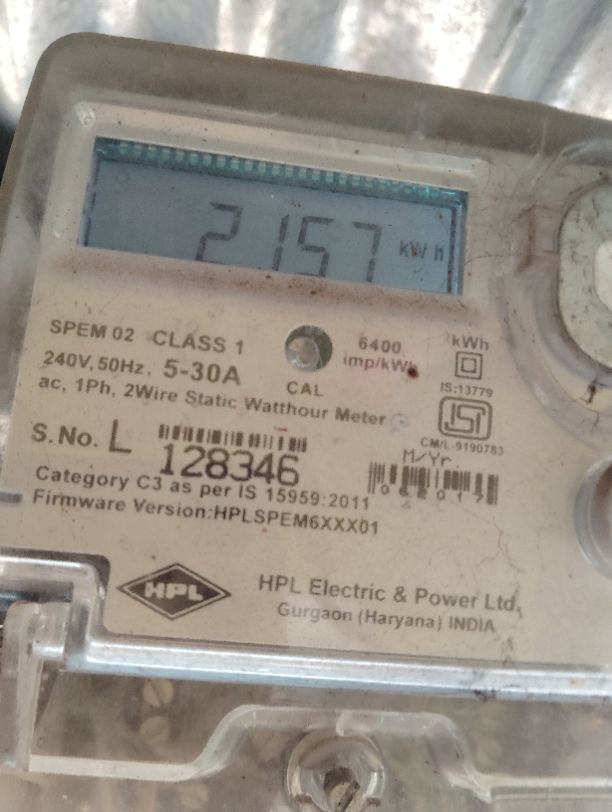 2157 kWh
SPEM 02 CLASS 1
240V, 50Hz, 5-30A
ac, 1Ph, 2Wire Static Watthour Meter
CAL
6400
imp/kWh
kWh
IS:13779
ISI
CM/L-9190783
S.No. L 128346
M/Yr.
062017
Category C3 as per IS 15959:2011
Firmware Version:HPLSPEM6XXX01
HPL
HPL Electric & Power Ltd.
Gurgaon (Haryana) INDIA